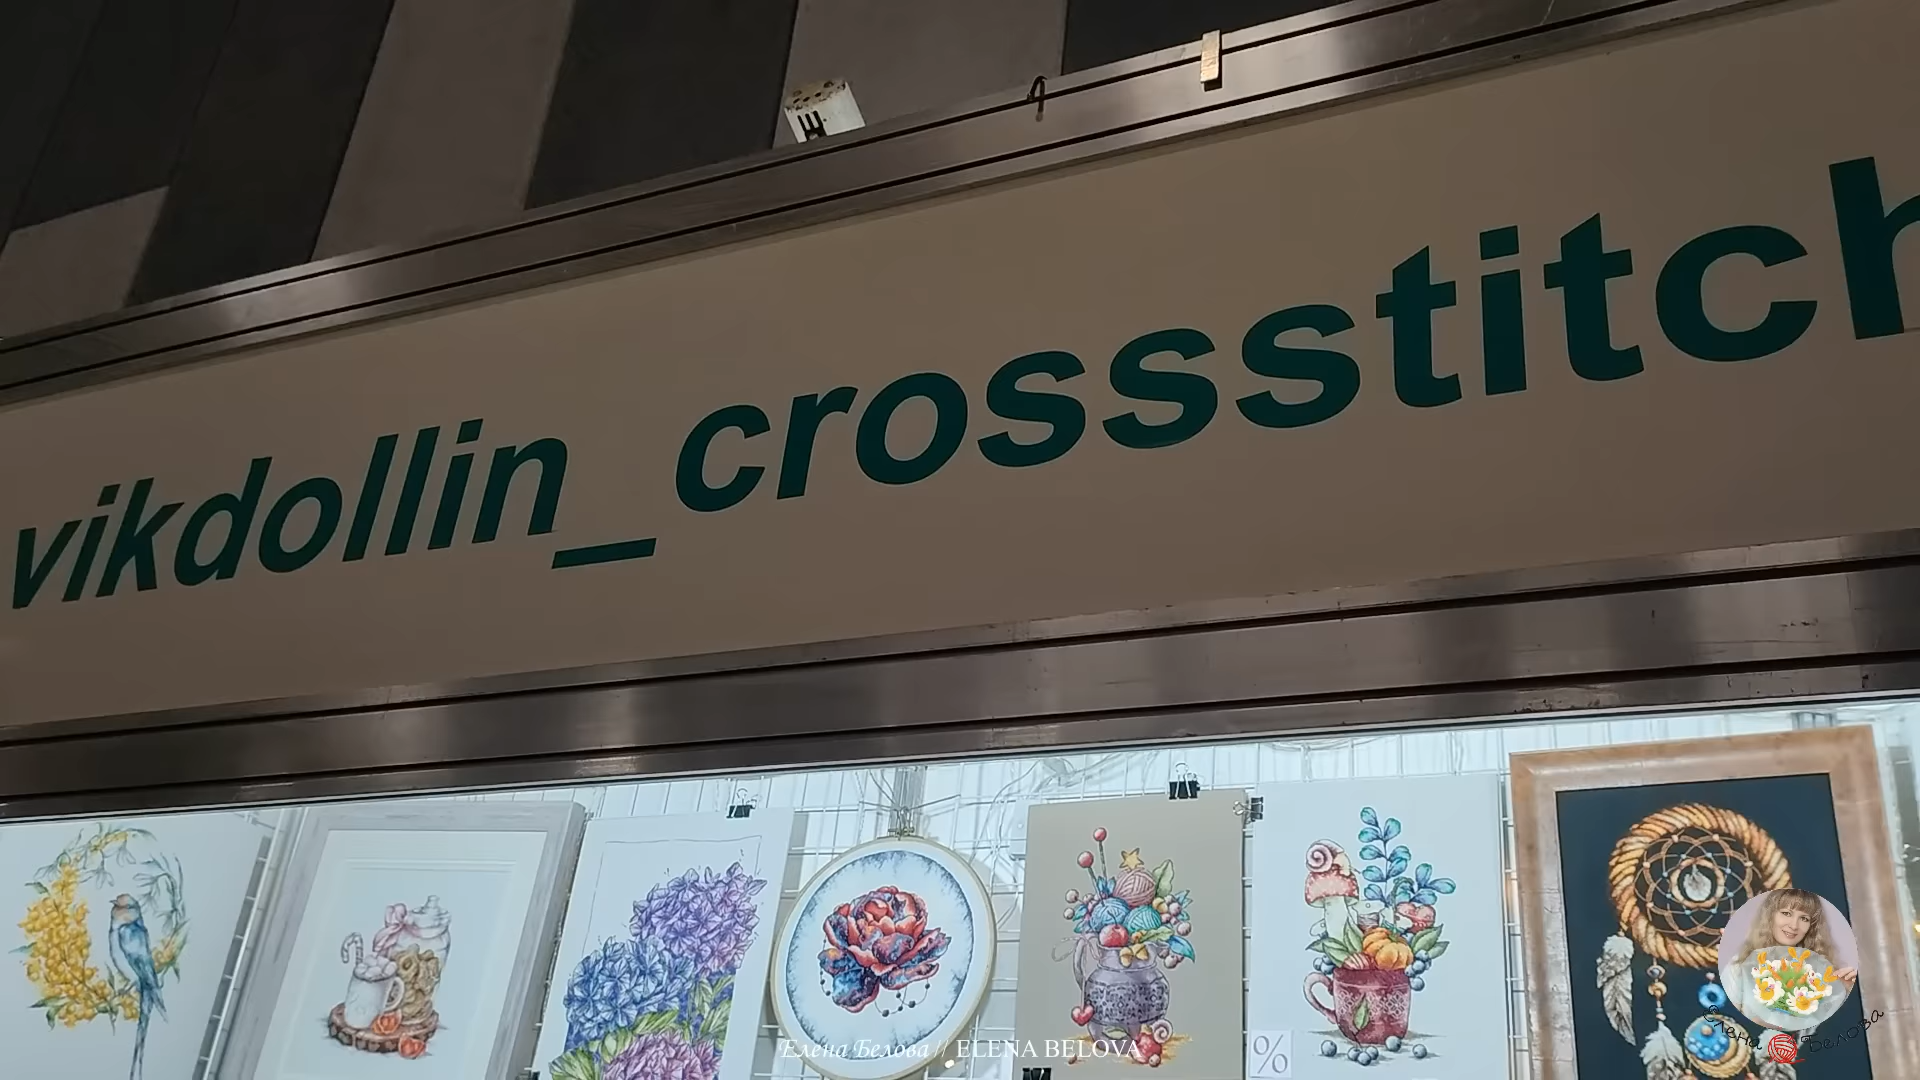 vikdollin_crossstitch
%
Елена Белова // ELENA BELOVA
Елена Белова